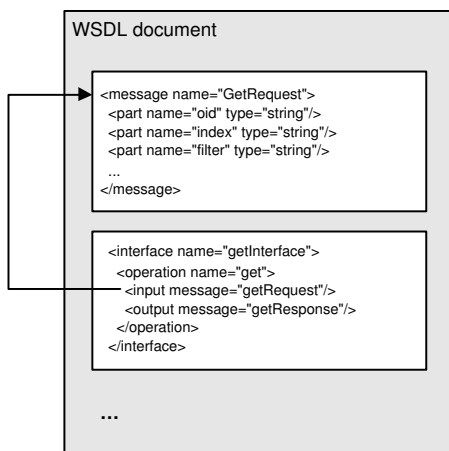 WSDL document
<message name="GetRequest">
<part name="oid" type="string"/>
<part name="index" type="string"/>
<part name="filter" type="string"/>
...
</message>
<interface name="getInterface">
<operation name="get">
<input message="getRequest"/>
<output message="getResponse"/>
</operation>
</interface>
...